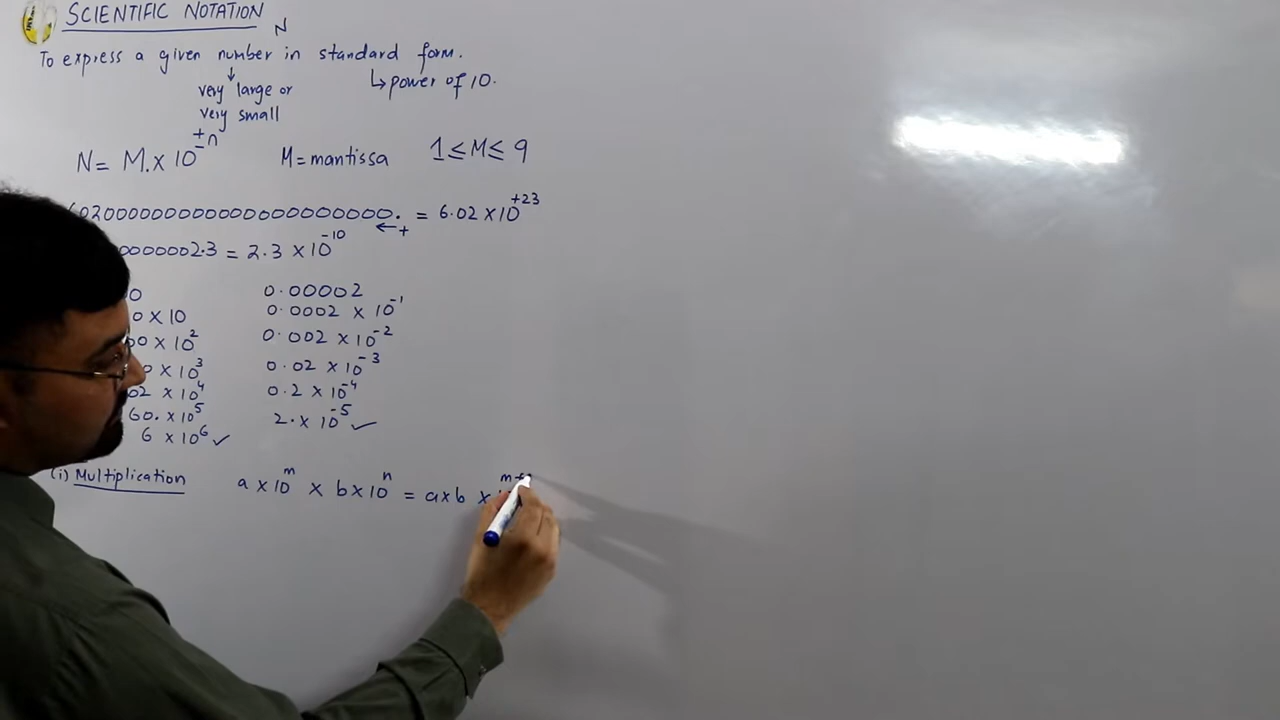 SCIENTIFIC NOTATION
N
To express a given number in standard form.
↓ ↳ power of 10.
very large or
very small
N = M. × 10^±n M = mantissa 1 ≤ M ≤ 9
6020000000000000000000000. = 6.02 × 10^+23
← +
0000002.3 = 2.3 × 10^-10
0 0.00002
0 × 10 0.0002 × 10^-1
00 × 10^2 0.002 × 10^-2
0 × 10^3 0.02 × 10^-3
02 × 10^4 0.2 × 10^-4
60. × 10^5 2. × 10^-5 ✓
6 × 10^6 ✓
(i) Multiplication a × 10^m × b × 10^n = a × b × m+